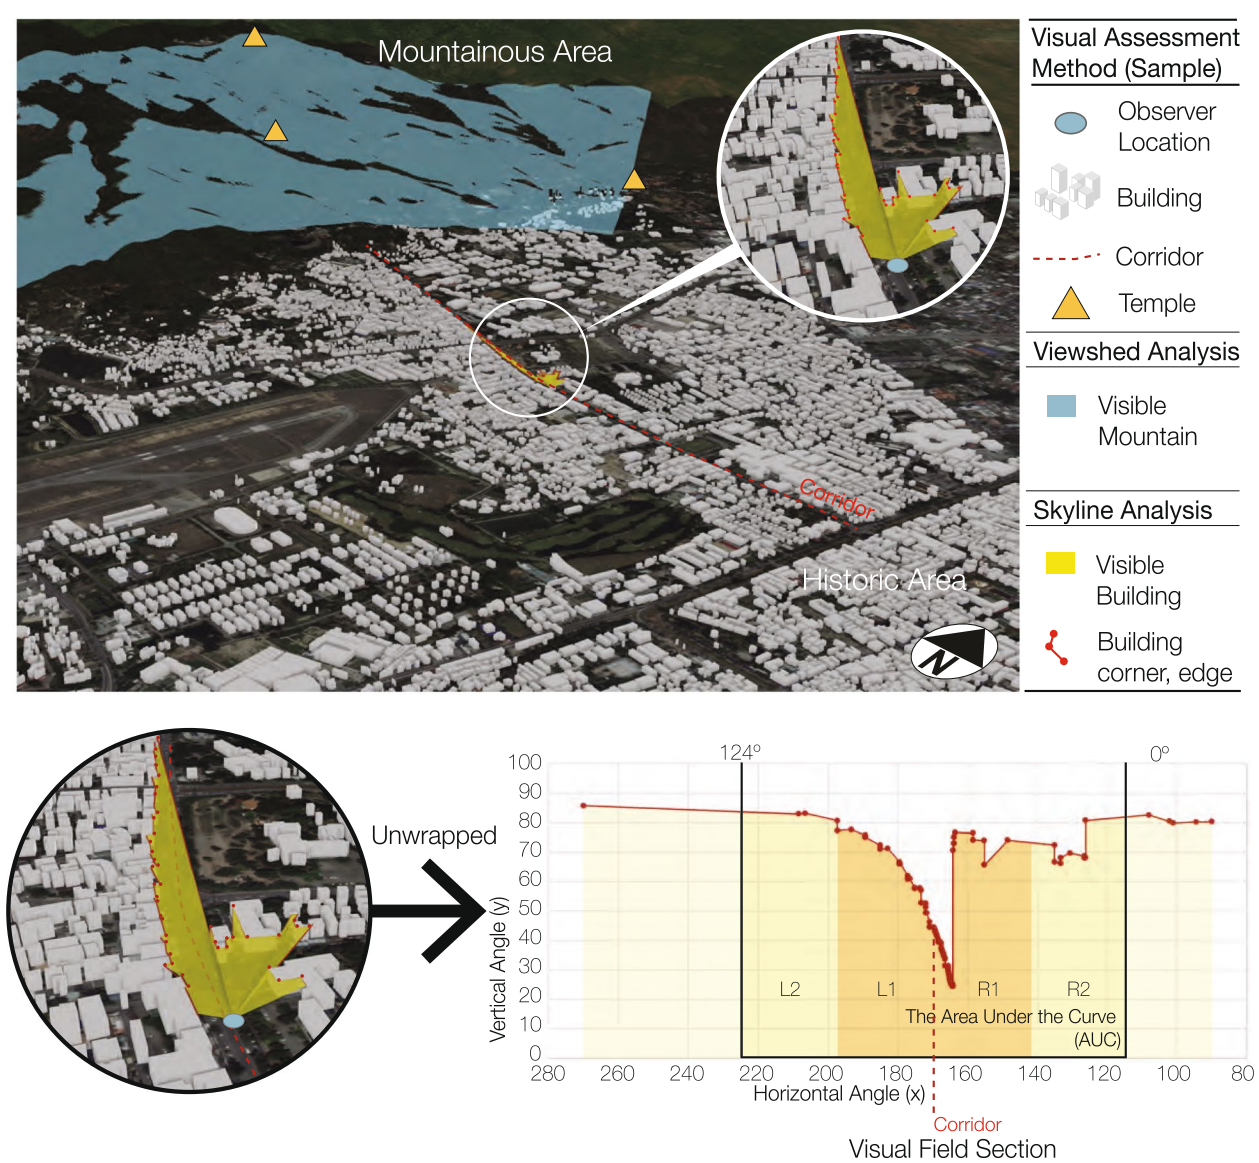 Mountainous Area
Corridor
Historic Area
N
Visual Assessment
Method (Sample)
Observer
Location
Building
Corridor
Temple
Viewshed Analysis
Visible
Mountain
Skyline Analysis
Visible
Building
Building
corner, edge
Unwrapped
124º
0º
Vertical Angle (y)
100
90
80
70
60
50
40
30
20
10
0
L2
L1
R1
R2
The Area Under the Curve
(AUC)
280
260
240
220
200
180
160
140
120
100
80
Horizontal Angle (x)
Corridor
Visual Field Section